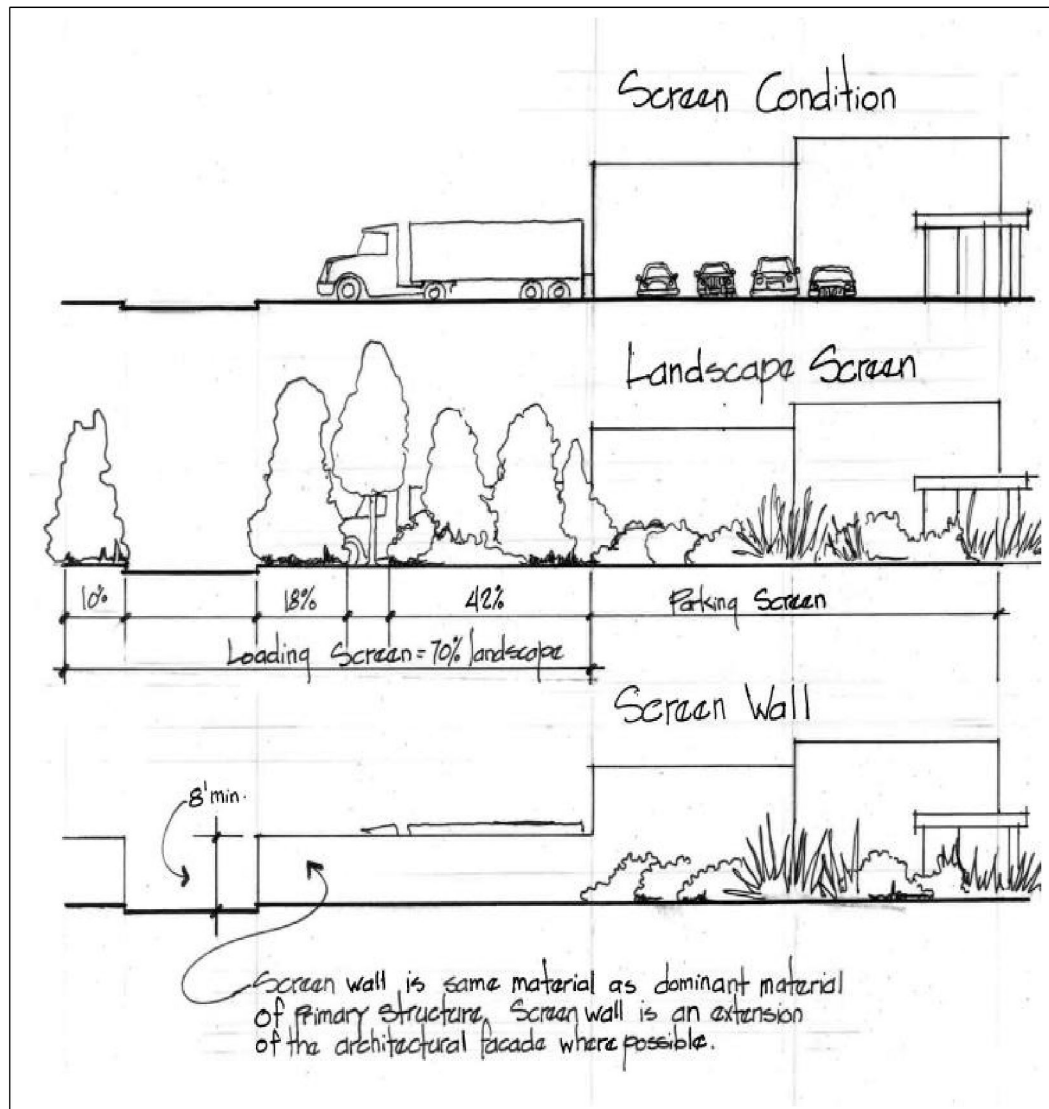 Screen Condition
Landscape Screen
10%
18%
42%
Parking Screen
Loading Screen = 70% landscape
Screen Wall
8' min.
Screen wall is same material as dominant material
of Primary structure. Screen wall is an extension
of the architectural facade where possible.